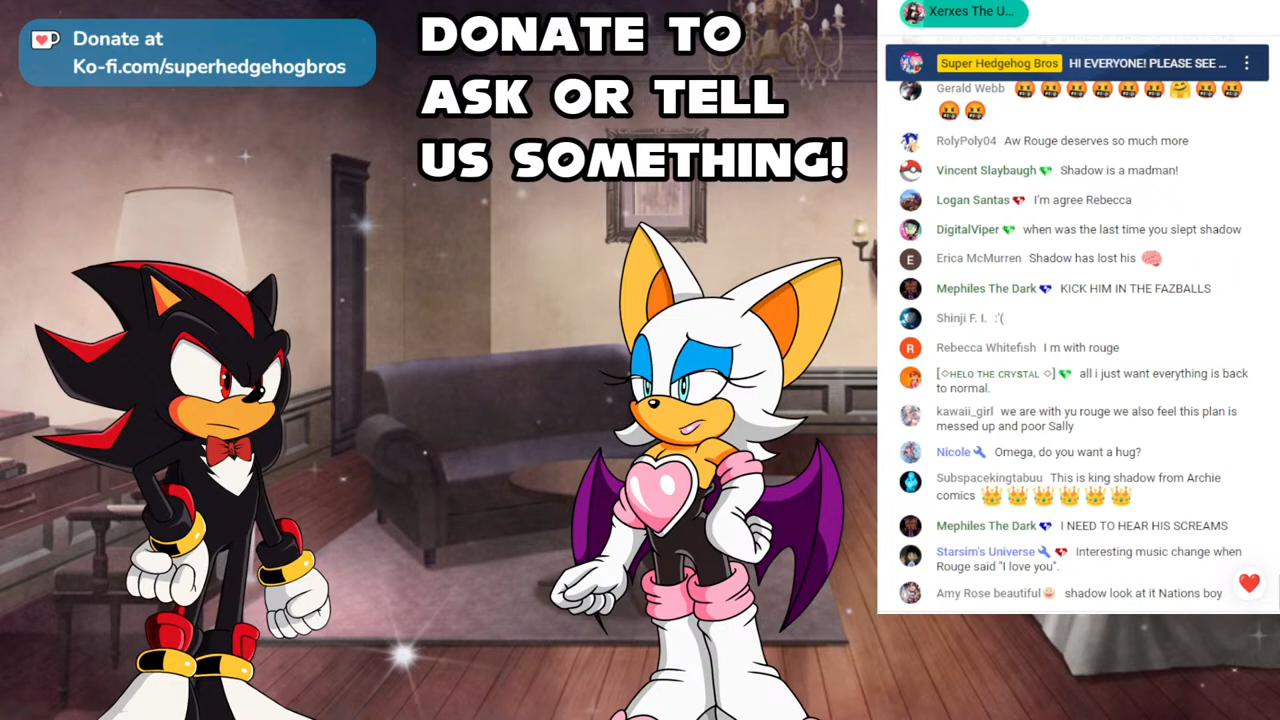 Donate at
Ko-fi.com/superhedgehogbros
DONATE TO
ASK OR TELL
US SOMETHING!
Xerxes The U...
Super Hedgehog Bros HI EVERYONE! PLEASE SEE ...
Gerald Webb
RolyPoly04 Aw Rouge deserves so much more
Vincent Slaybaugh Shadow is a madman!
Logan Santas I'm agree Rebecca
DigitalViper when was the last time you slept shadow
E
Erica McMurren Shadow has lost his
Mephiles The Dark KICK HIM IN THE FAZBALLS
Shinji F. I. :'(
R
Rebecca Whitefish I m with rouge
[◇HELO THE CRYSTAL ◇] all i just want everything is back
to normal.
kawaii_girl we are with yu rouge we also feel this plan is
messed up and poor Sally
Nicole Omega, do you want a hug?
Subspacekingtabuu This is king shadow from Archie
comics
Mephiles The Dark I NEED TO HEAR HIS SCREAMS
Starsim's Universe Interesting music change when
Rouge said "I love you".
Amy Rose beautiful shadow look at it Nations boy